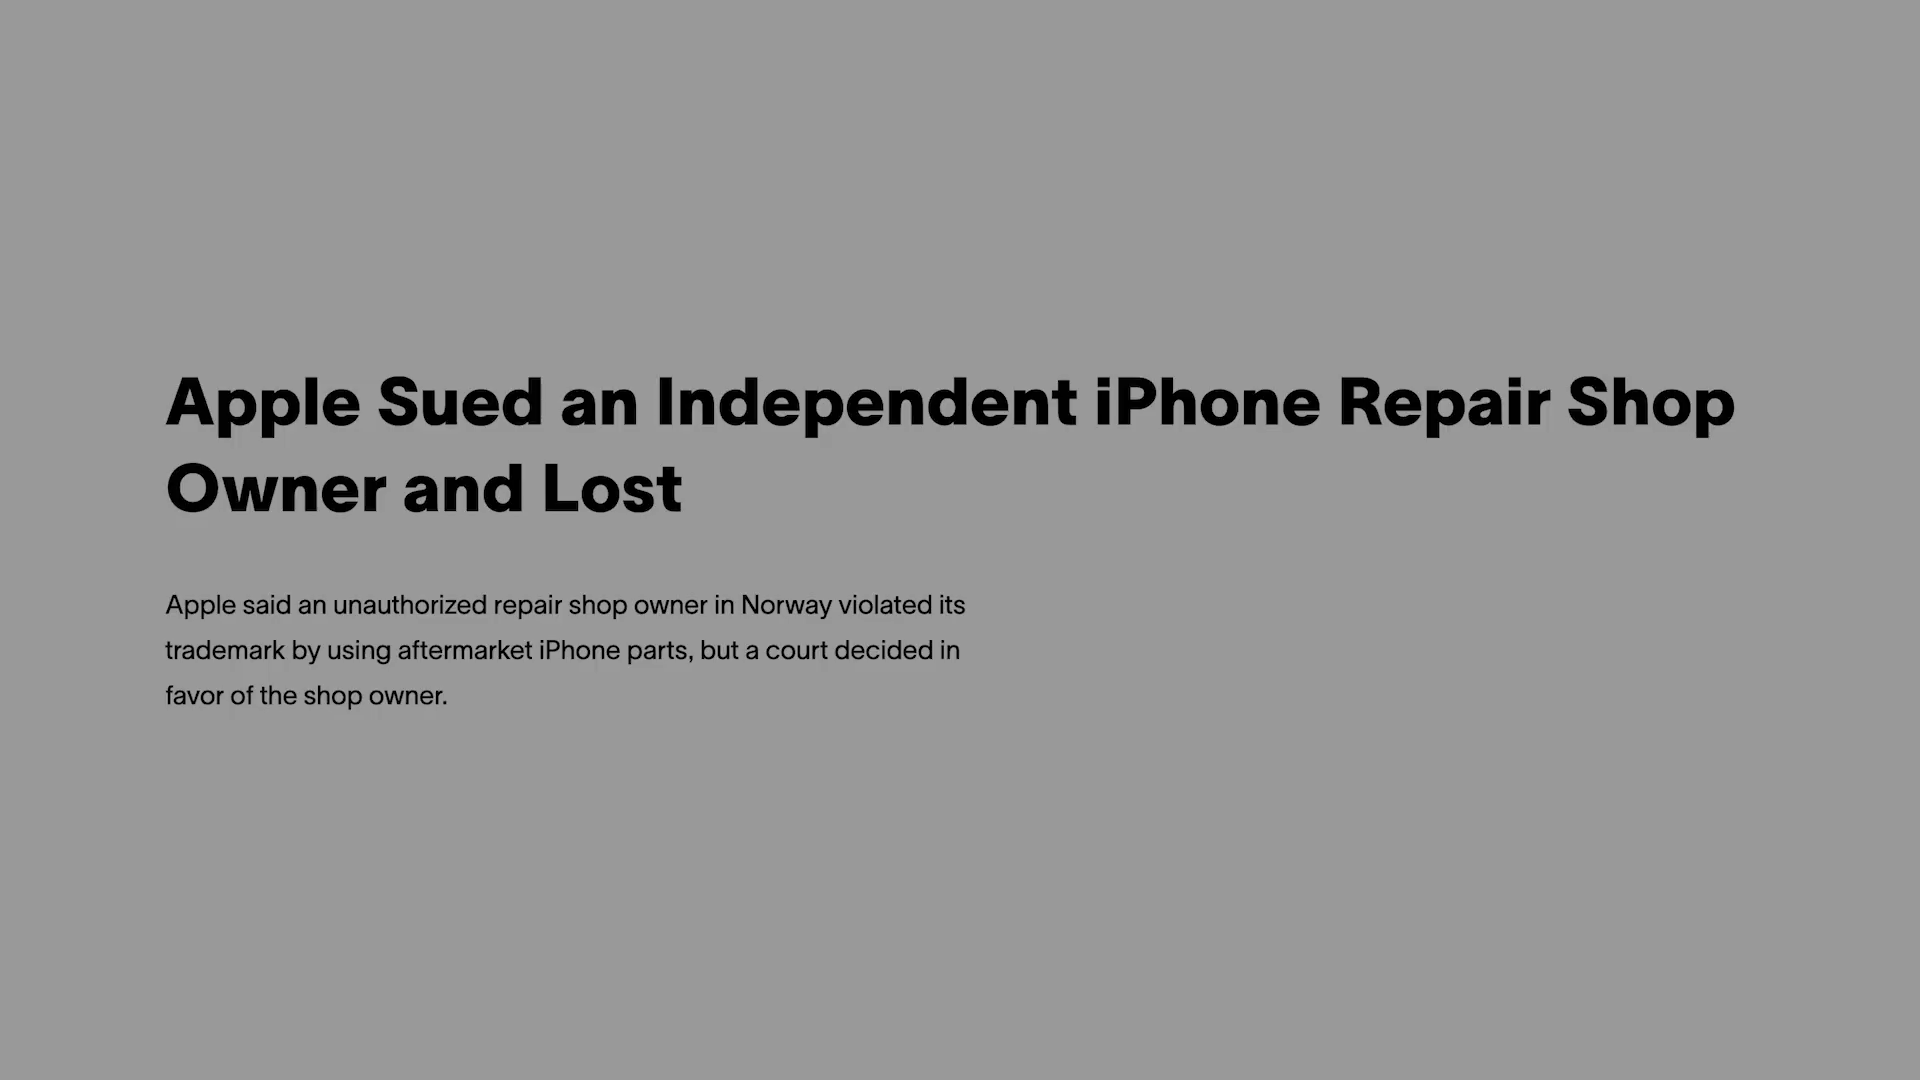 Apple Sued an Independent iPhone Repair Shop
Owner and Lost
Apple said an unauthorized repair shop owner in Norway violated its
trademark by using aftermarket iPhone parts, but a court decided in
favor of the shop owner.